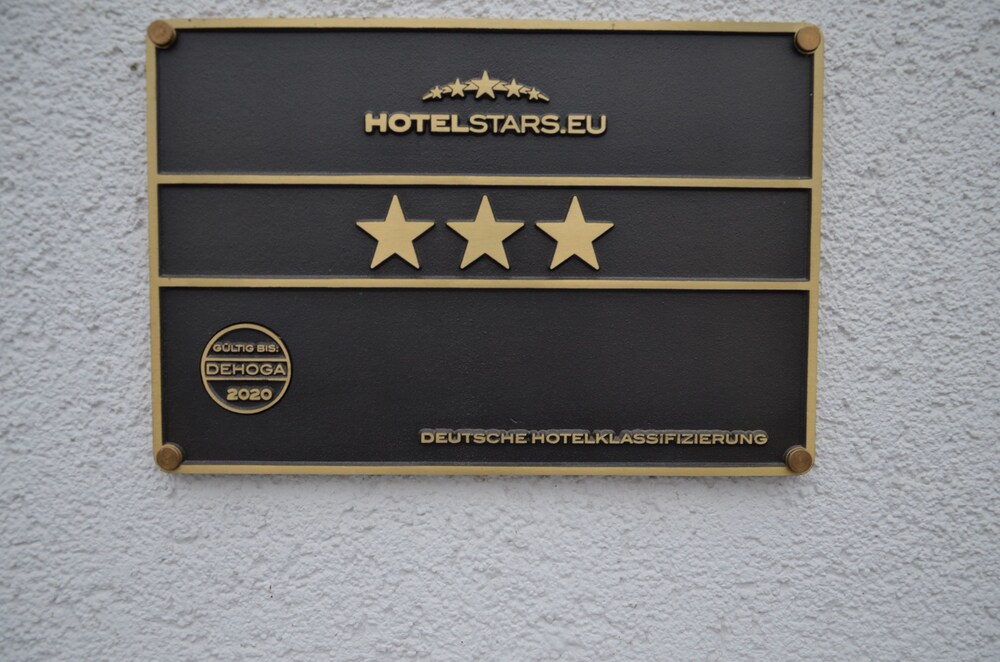 HOTELSTARS.EU
GÜLTIG BIS:
DEHOGA
2020
DEUTSCHE HOTELKLASSIFIZIERUNG